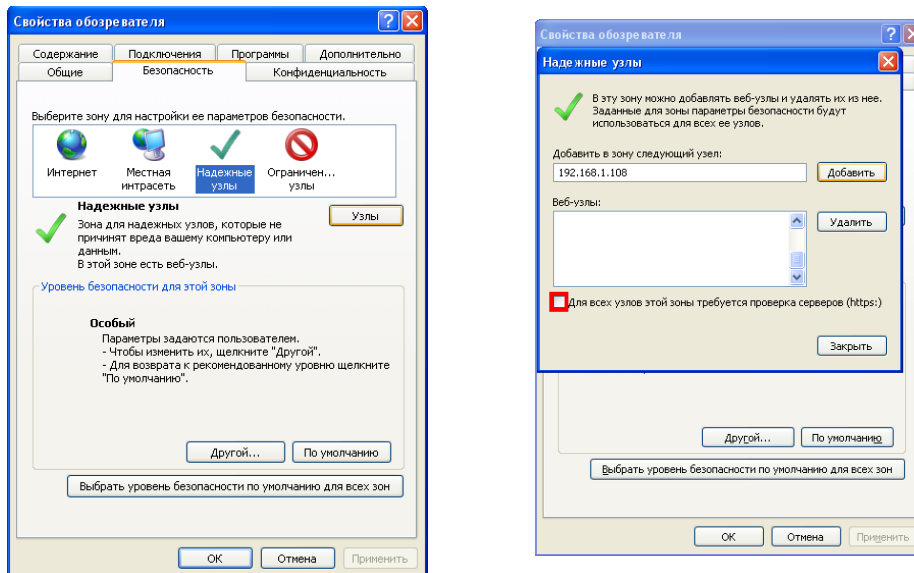 Свойства обозревателя
Содержание Подключения Программы Дополнительно
Общие Безопасность Конфиденциальность
Выберите зону для настройки ее параметров безопасности.
Интернет Местная интрасеть Надежные узлы Ограничен... узлы
Надежные узлы
Узлы
Зона для надежных узлов, которые не
причинят вреда вашему компьютеру или
данным.
В этой зоне есть веб-узлы.
Уровень безопасности для этой зоны
Особый
Параметры задаются пользователем.
- Чтобы изменить их, щелкните "Другой".
- Для возврата к рекомендованному уровню щелкните
"По умолчанию".
Другой... По умолчанию
Выбрать уровень безопасности по умолчанию для всех зон
ОК Отмена Применить
Свойства обозревателя
Надежные узлы
В эту зону можно добавлять веб-узлы и удалять их из нее.
Заданные для зоны параметры безопасности будут
использоваться для всех ее узлов.
Добавить в зону следующий узел:
192.168.1.108 Добавить
Веб-узлы:
Удалить
Для всех узлов этой зоны требуется проверка серверов (https:)
Закрыть
Другой... По умолчанию
Выбрать уровень безопасности по умолчанию для всех зон
ОК Отмена Применить